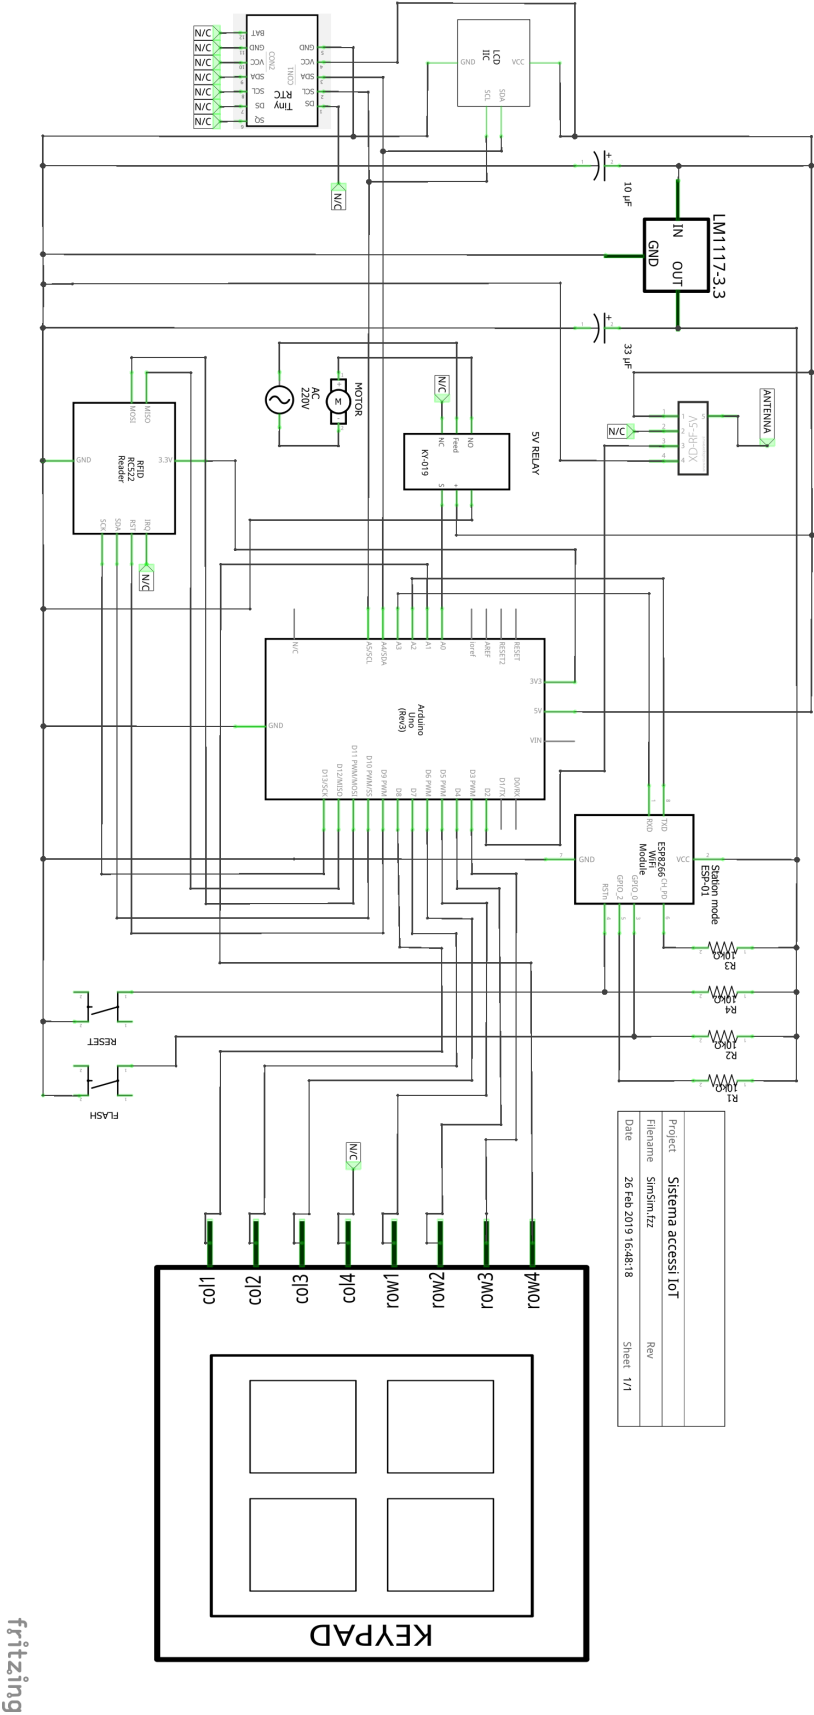 N/C
N/C
N/C
N/C
N/C
N/C
N/C
BAT
GND
VCC
SDA
SCL
DS
SQ
CON2
CON1
Tiny
RTC
GND
VCC
SDA
SCL
DS
N/C
LCD
IIC
GND
VCC
SCL
SDA
10 µF
LM1117-3.3
IN
GND
OUT
33 µF
MOTOR
M
AC
220V
N/C
5V RELAY
NC
Feed
NO
KY-019
S
+
-
ANTENNA
XD-RF-5V
N/C
MOSI
MISO
RFID
RC522
Reader
GND
3.3V
SCK
SDA
RST
IRQ
N/C
N/C
A5/SCL
A4/SDA
A3
A2
A1
A0
ioref
AREF
RESET2
RESET
3V3
5V
VIN
Arduino
Uno
(Rev3)
GND
D13/SCK
D12/MISO
D11 PWM/MOSI
D10 PWM/SS
D9 PWM
D8
D7
D6 PWM
D5 PWM
D4
D3 PWM
D2
D1/TX
D0/RX
RXD
TXD
ESP8266
WiFi
Module
GND
VCC
RSTn
GPIO_2
GPIO_0
CH_PD
Station mode
ESP-01
R3
10kΩ
R4
10kΩ
R2
10kΩ
R1
10kΩ
RESET
FLASH
Project Sistema accessi IoT
Filename SimSim.fzz Rev
Date 26 Feb 2019 16:48:18 Sheet 1/1
N/C
col1
col2
col3
col4
row1
row2
row3
row4
KEYPAD
fritzing